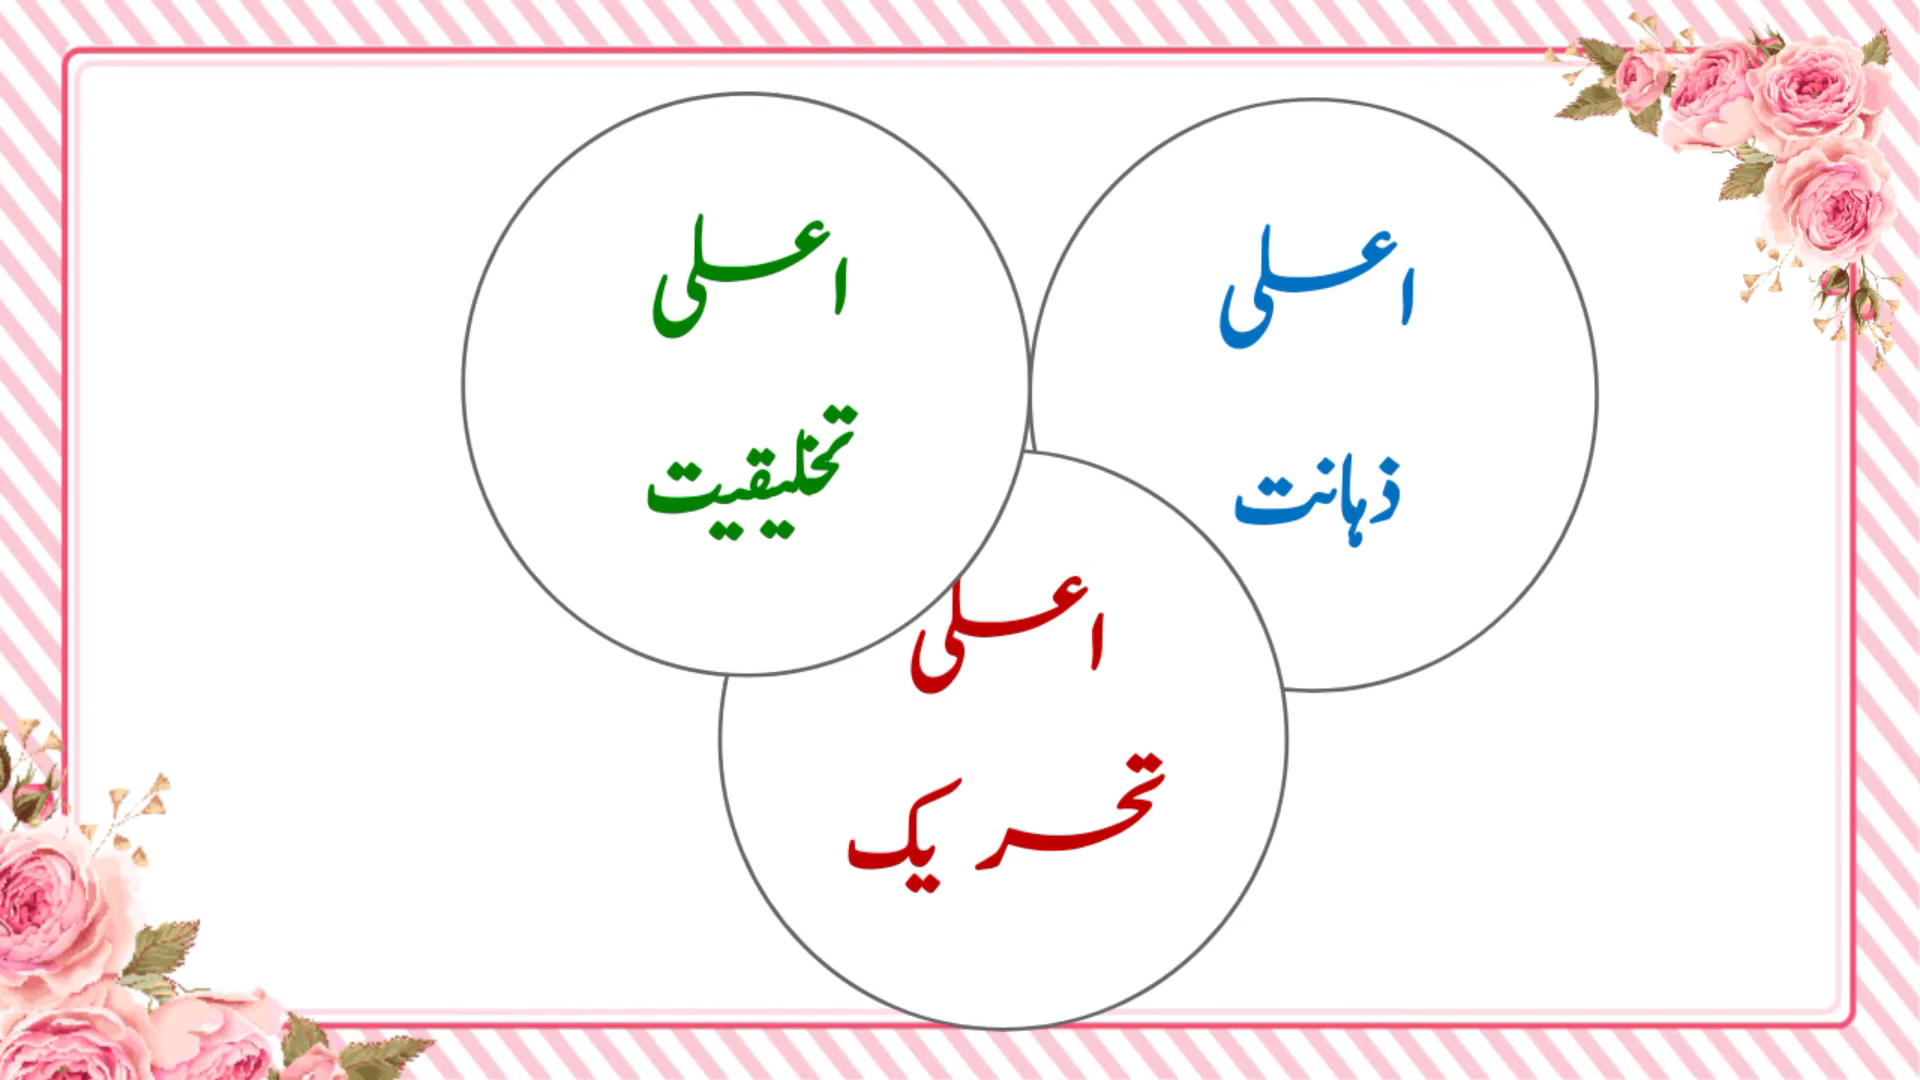 اعلی
ذہانت
اعلی
تخلیقیت
اعلی
تحریک